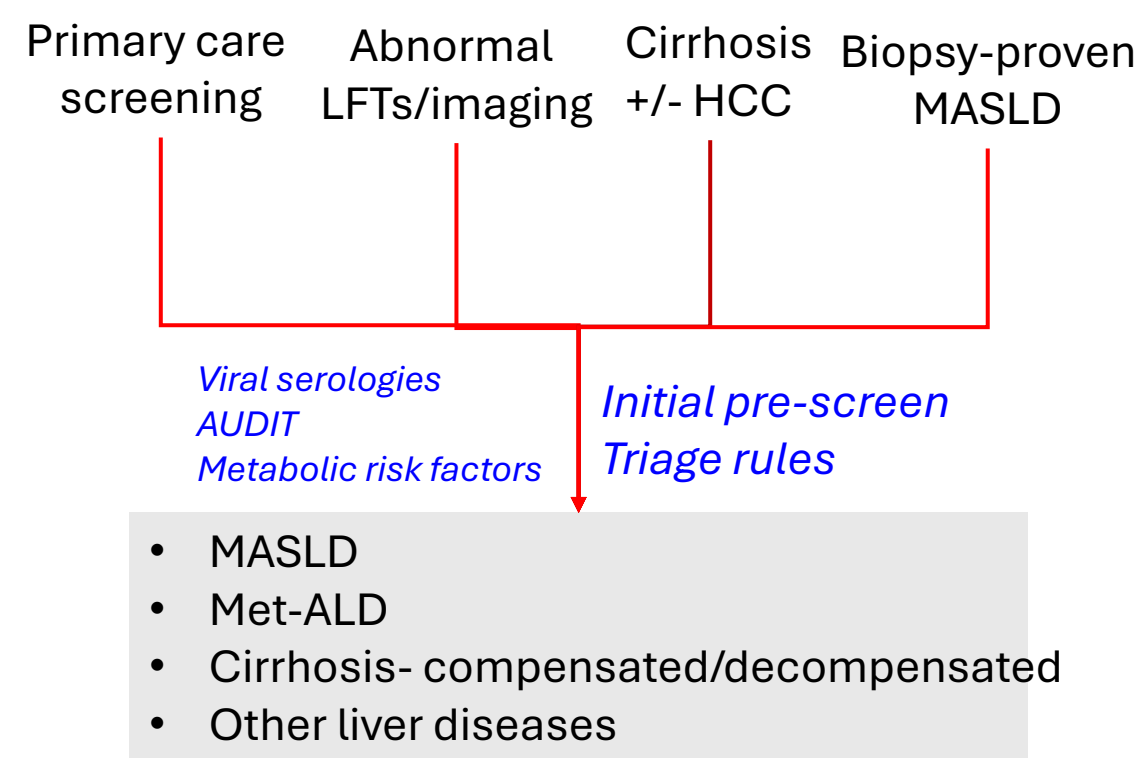 Primary care
screening
Abnormal
LFTs/imaging
Cirrhosis
+/- HCC
Biopsy-proven
MASLD
Viral serologies
AUDIT
Metabolic risk factors
Initial pre-screen
Triage rules
• MASLD
• Met-ALD
• Cirrhosis- compensated/decompensated
• Other liver diseases